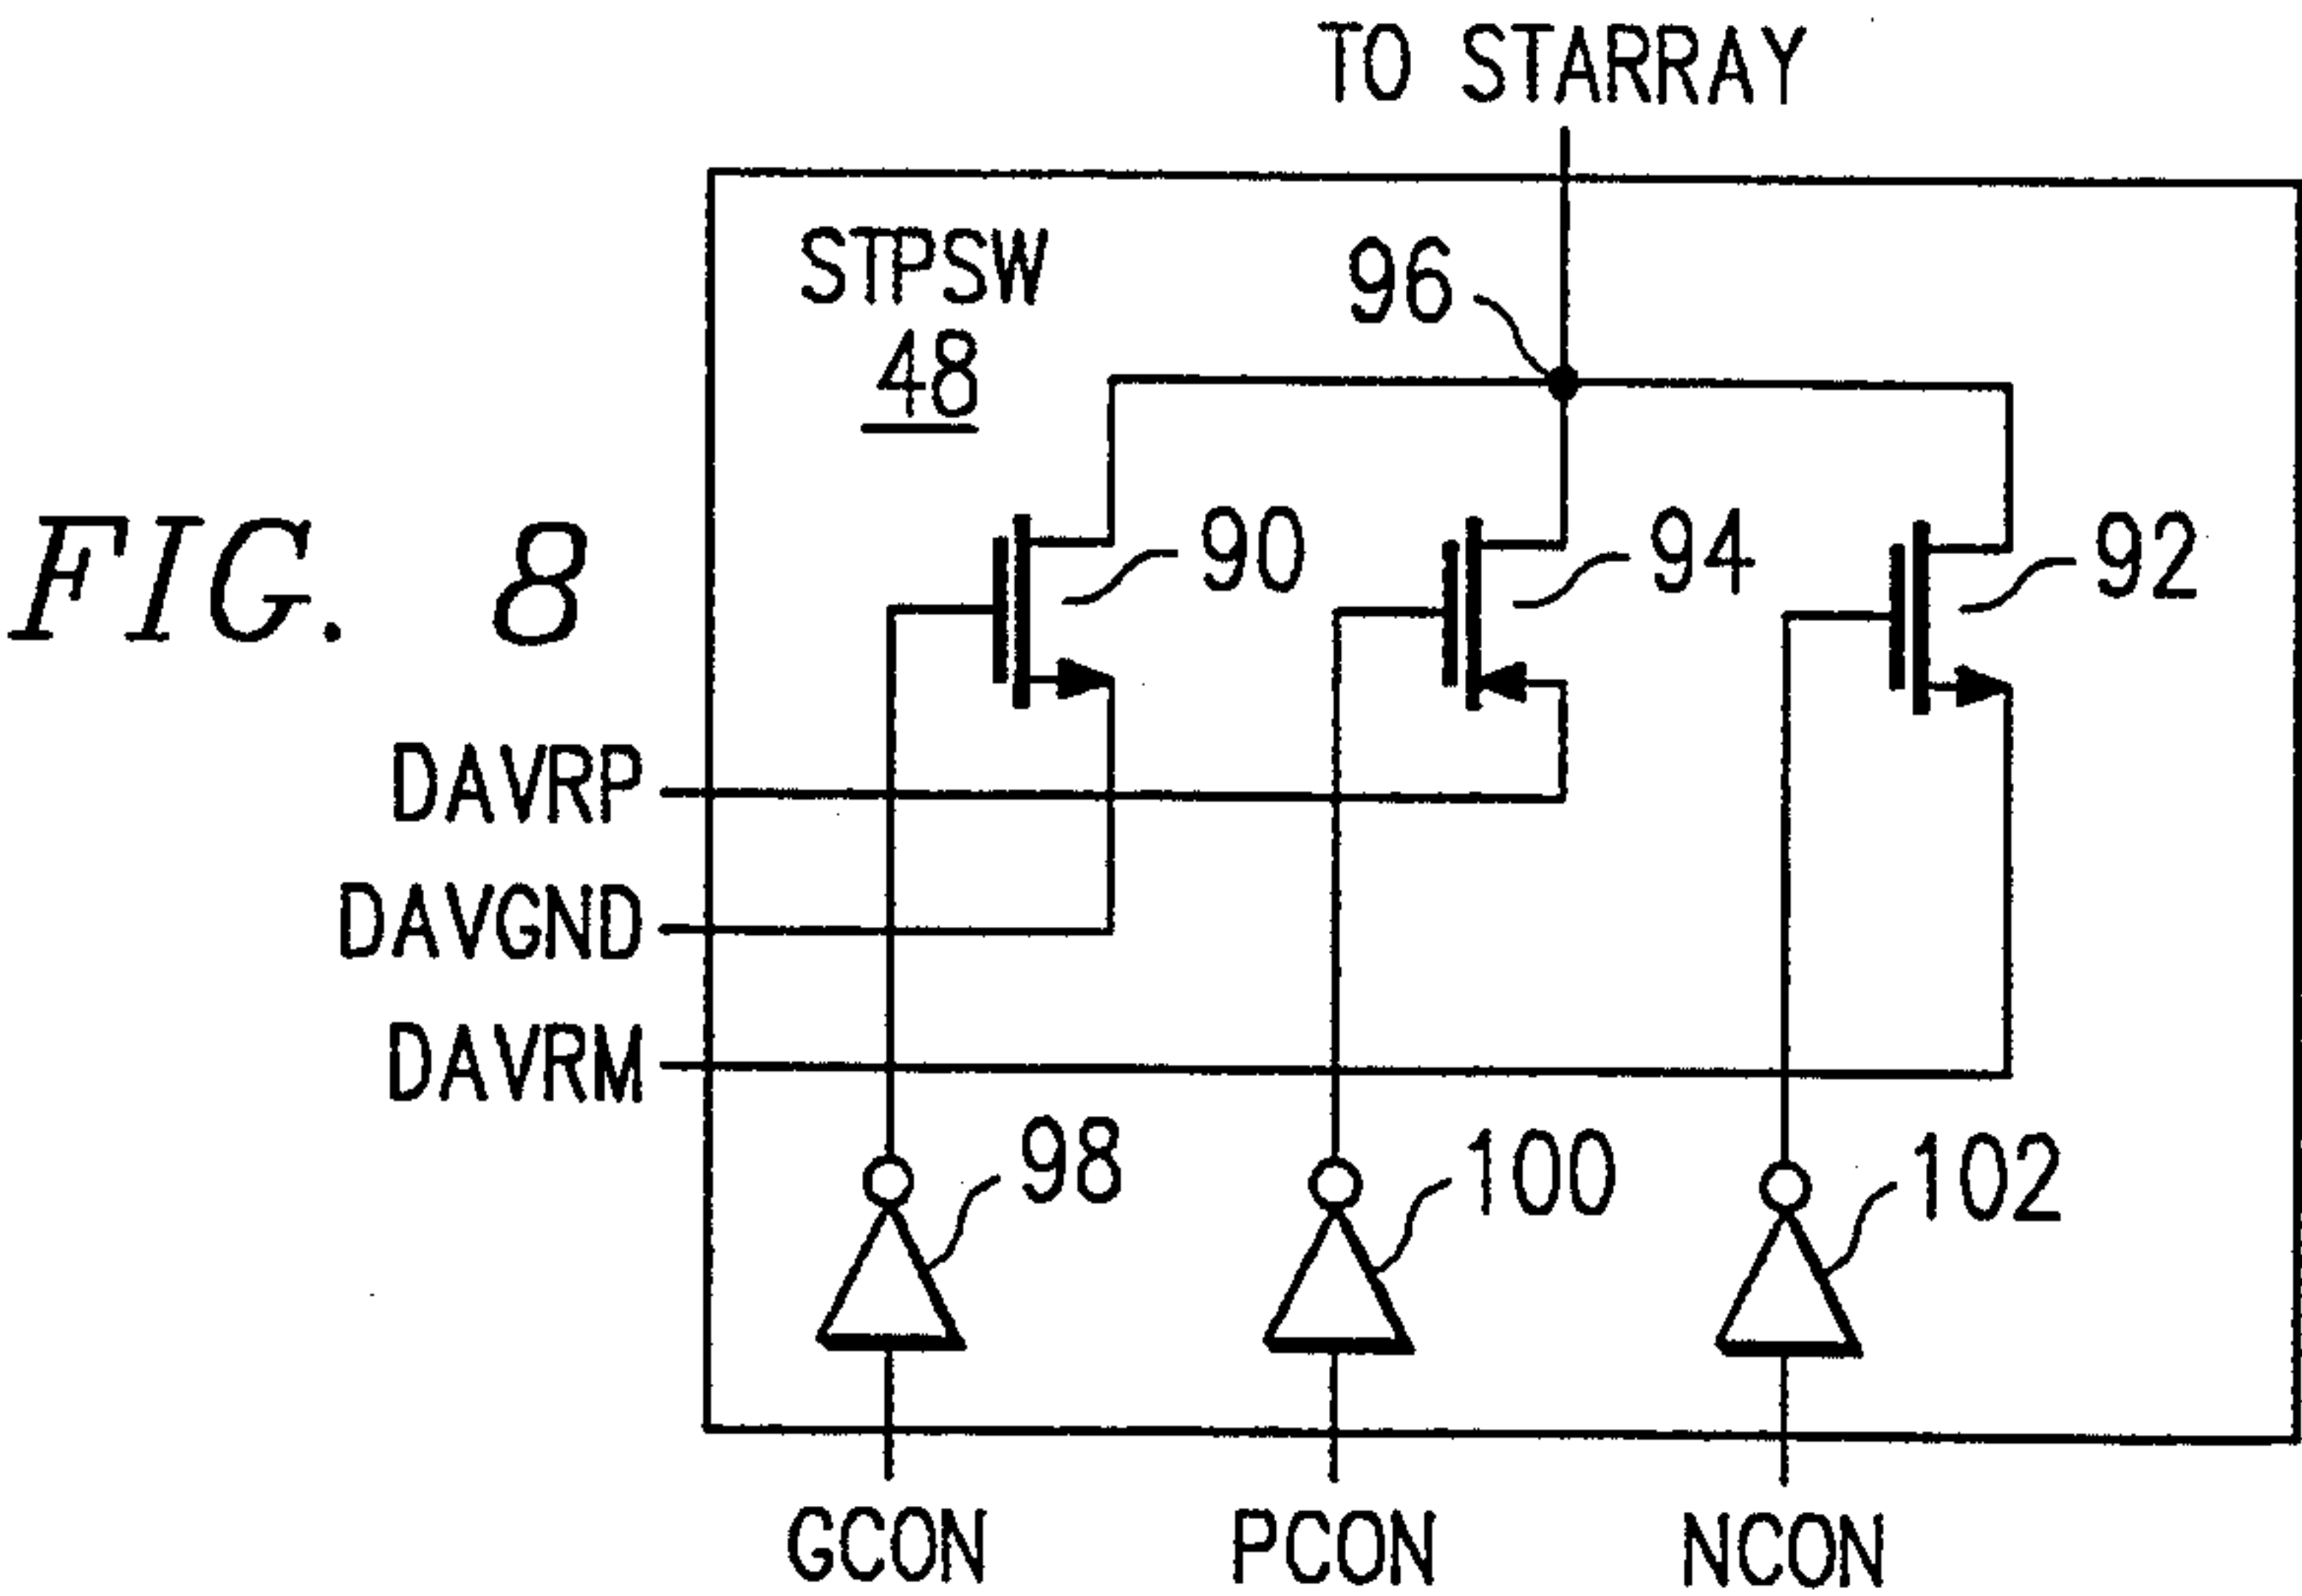 TO STARRAY
STPSW
48
96
90
94
92
FIG. 8
DAVRP
DAVGND
DAVRM
98
100
102
GCON
PCON
NCON